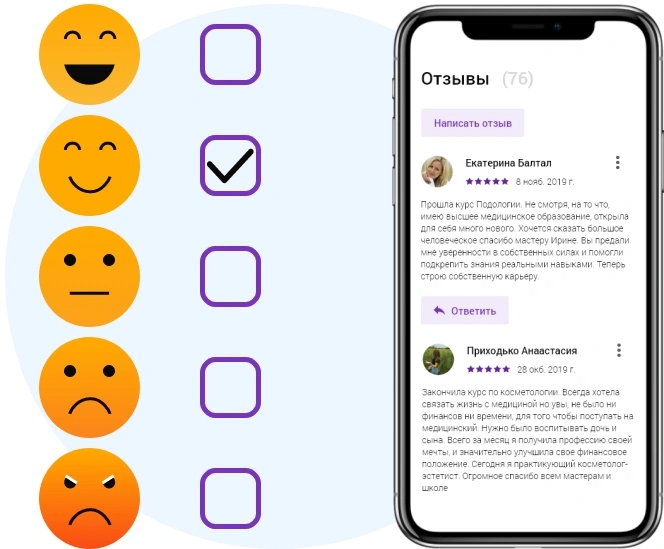 Отзывы (76)
Написать отзыв
Екатерина Балтал
8 нояб. 2019 г.
Прошла курс Подологии. Не смотря, на то что,
имею высшее медицинское образование, открыла
для себя много нового. Хочется сказать большое
человеческое спасибо мастеру Ирине. Вы предали
мне уверенности в собственных силах и помогли
подкрепить знания реальными навыками. Теперь
строю собственную карьеру.
Ответить
Приходько Анаастасия
28 окб. 2019 г.
Закончила курс по косметологии. Всегда хотела
связать жизнь с медициной но увы, не было ни
финансов ни времени, для того чтобы поступать на
медицинский. Нужно было воспитывать дочь и
сына. Всего за месяц я получила профессию своей
мечты, и значительно улучшила свое финансовое
положение. Сегодня я практикующий косметолог-
эстетист. Огромное спасибо всем мастерам и
школе